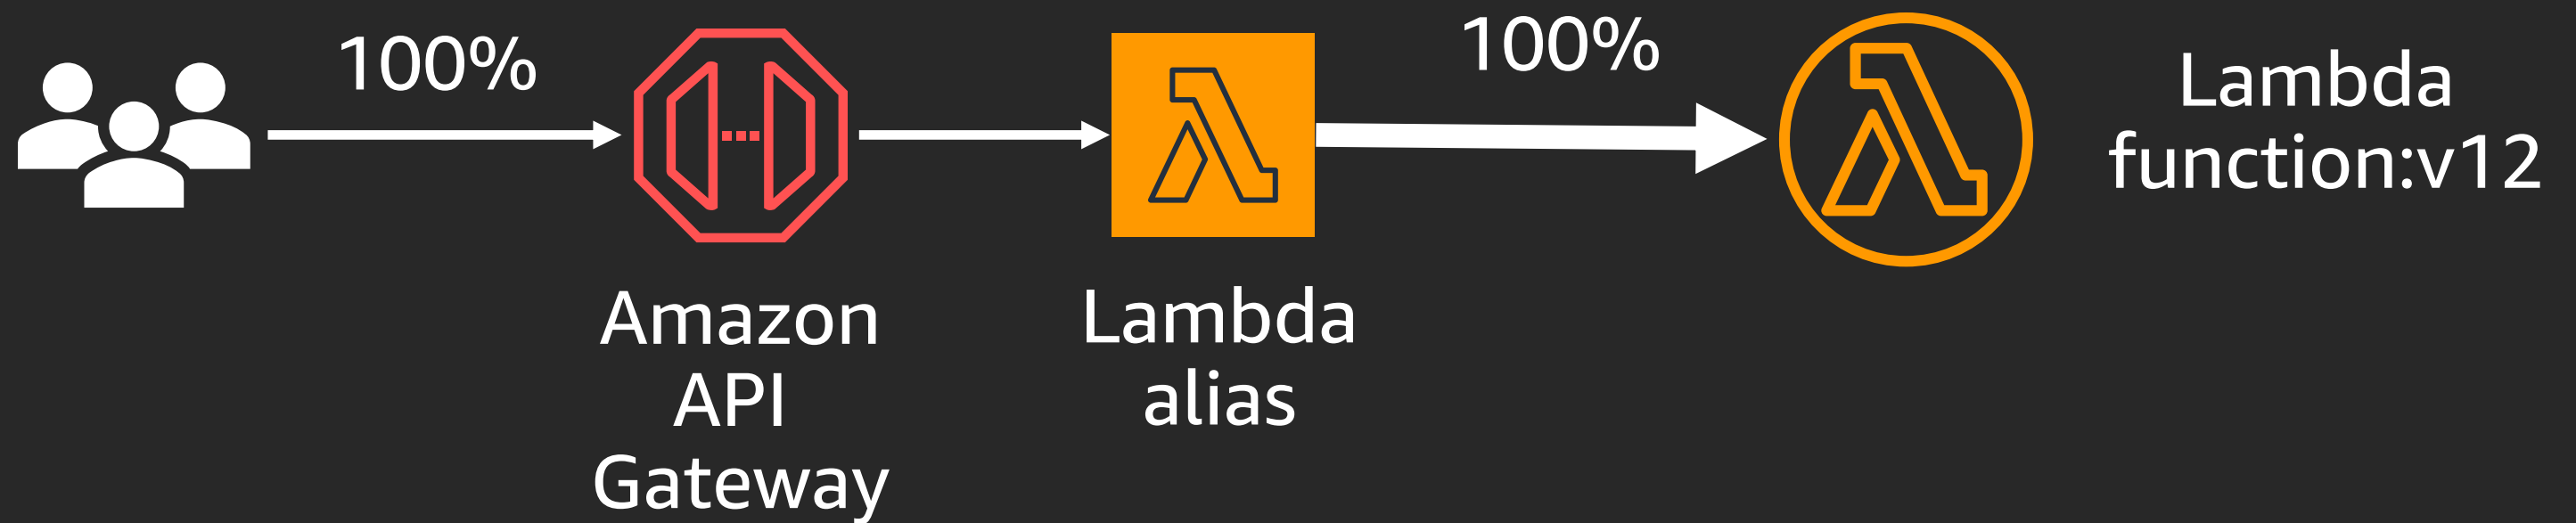 100%
100%
Lambda
function:v12
Amazon
API
Gateway
Lambda
alias